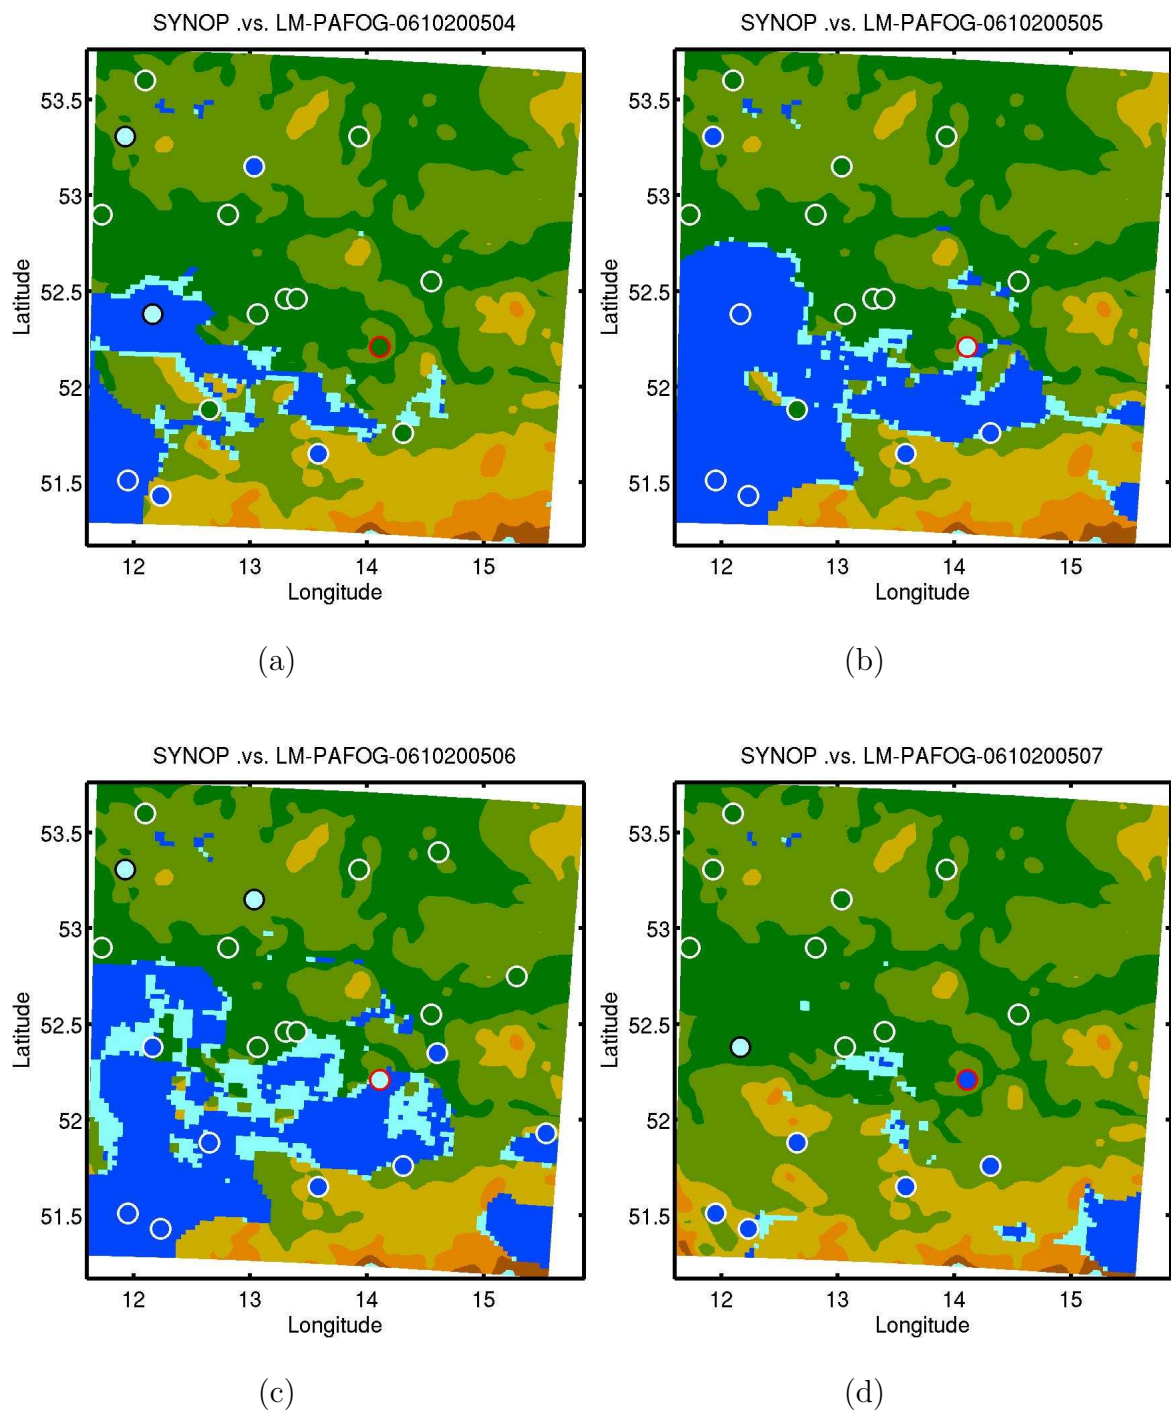 SYNOP .vs. LM-PAFOG-0610200504
SYNOP .vs. LM-PAFOG-0610200505
53.5
53
52.5
52
51.5
Latitude
12 13 14 15
Longitude
53.5
53
52.5
52
51.5
Latitude
12 13 14 15
Longitude
(a)
(b)
SYNOP .vs. LM-PAFOG-0610200506
SYNOP .vs. LM-PAFOG-0610200507
53.5
53
52.5
52
51.5
Latitude
12 13 14 15
Longitude
53.5
53
52.5
52
51.5
Latitude
12 13 14 15
Longitude
(c)
(d)